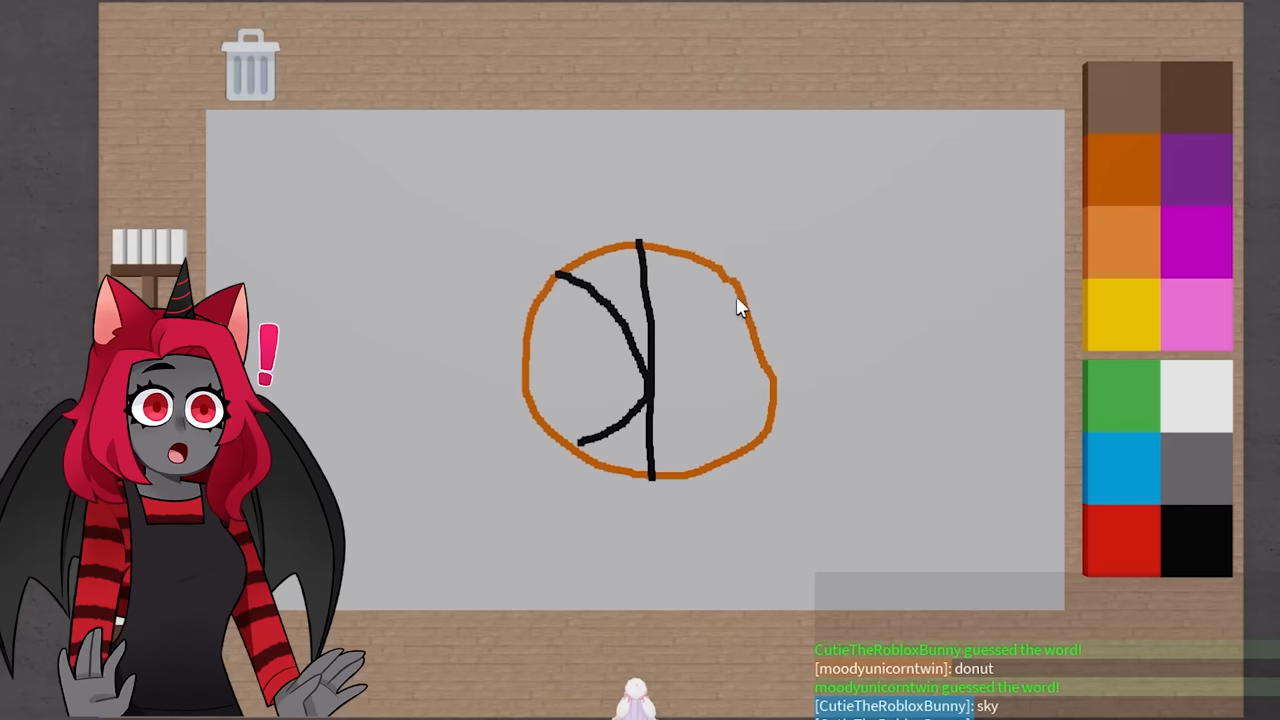 CutieTheRobloxBunny guessed the word!
[moodyunicorntwin]: donut
moodyunicorntwin guessed the word!
[CutieTheRobloxBunny]: sky